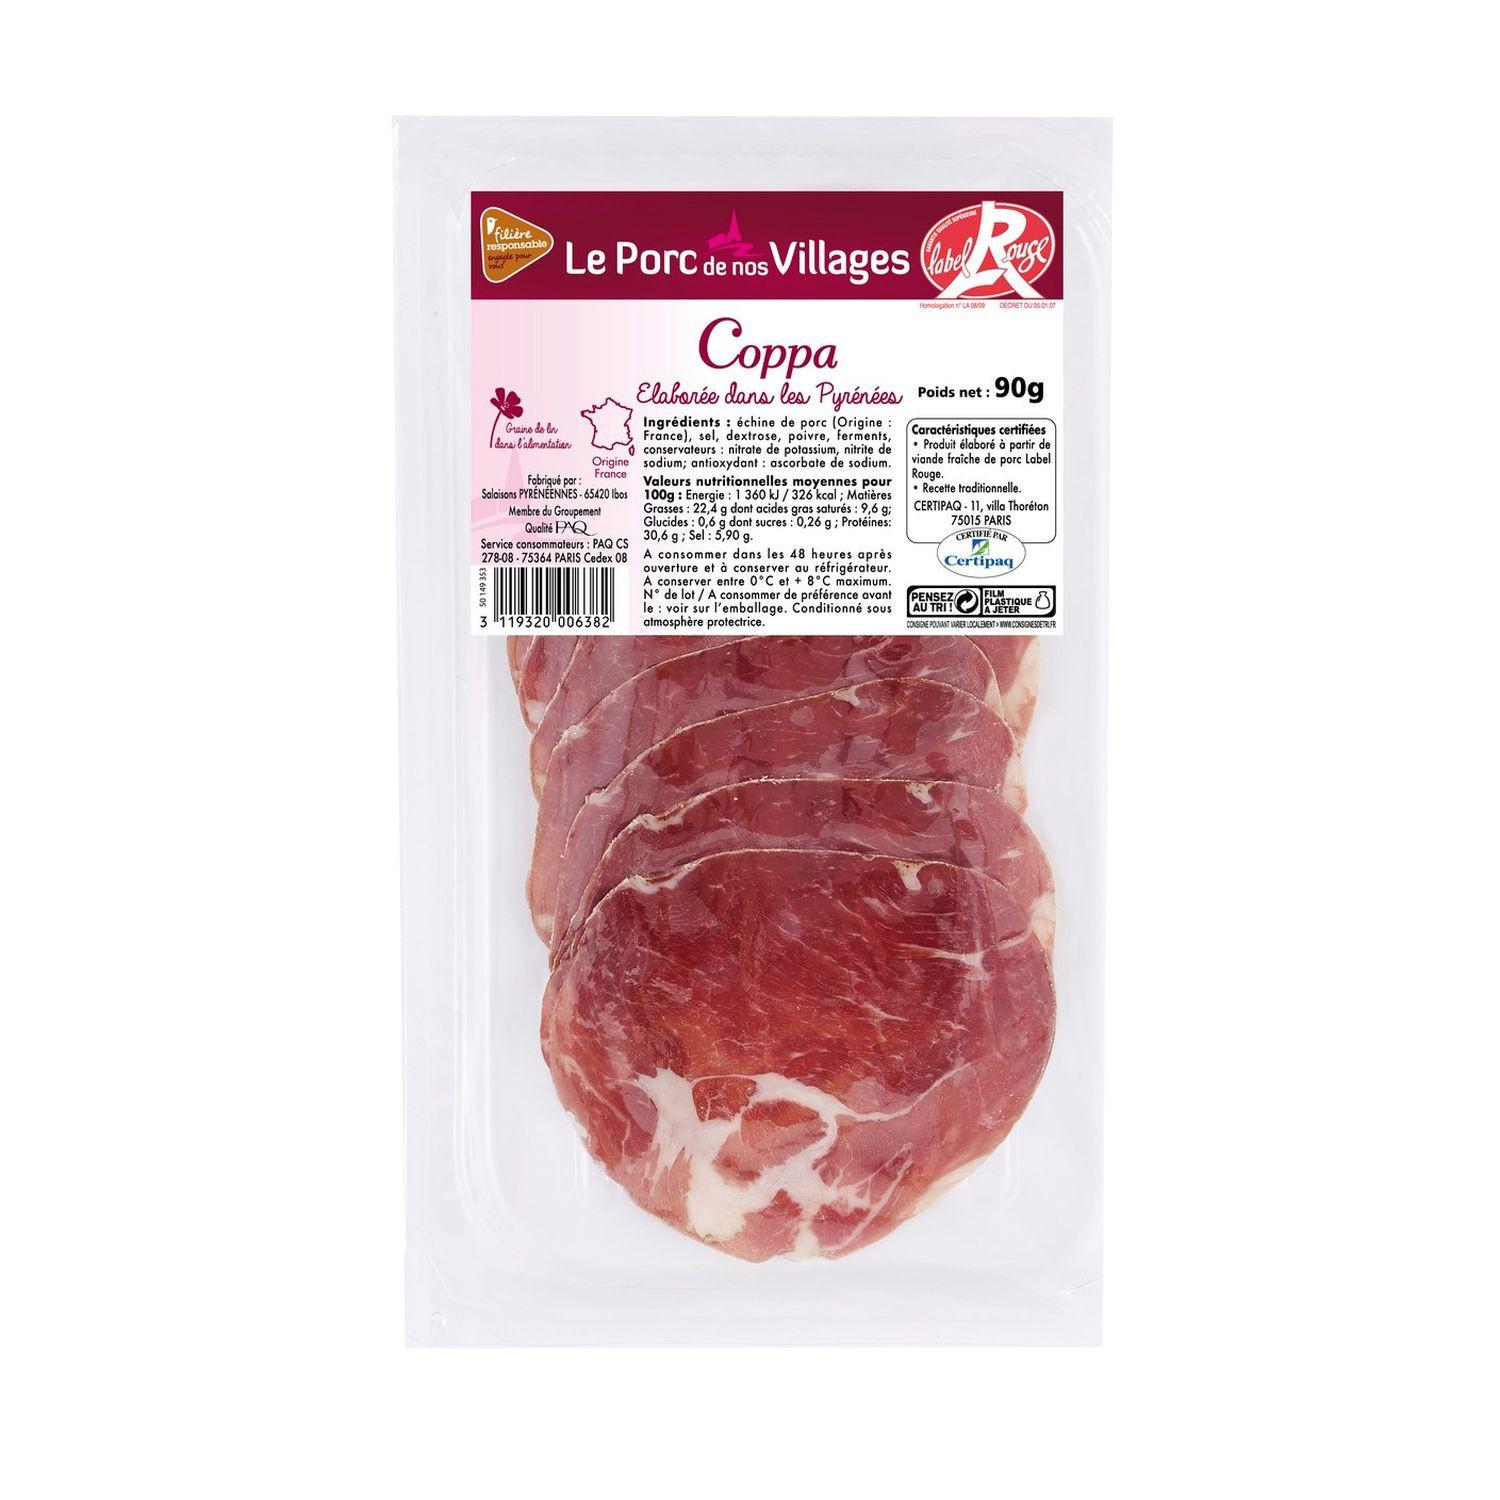 filière
responsable
engagée pour
vous
Le Porc de nos Villages
GARANTIE QUALITÉ SUPÉRIEURE
label Rouge
Homologation n° LA 08/09 DECRET DU 05.01.07
Coppa
Elaborée dans les Pyrénées
Poids net : 90g
Graine de lin
dans l'alimentation
Origine
France
Fabriqué par :
Salaisons PYRÉNÉENNES - 65420 Ibos
Membre du Groupement
Qualité PAQ
Service consommateurs : PAQ CS
278-08 - 75364 PARIS Cedex 08
50 149 353
3 119320 006382
Ingrédients : échine de porc (Origine :
France), sel, dextrose, poivre, ferments,
conservateurs : nitrate de potassium, nitrite de
sodium; antioxydant : ascorbate de sodium.
Valeurs nutritionnelles moyennes pour
100g : Energie : 1 360 kJ / 326 kcal ; Matières
Grasses : 22,4 g dont acides gras saturés : 9,6 g;
Glucides : 0,6 g dont sucres : 0,26 g ; Protéines:
30,6 g ; Sel : 5,90 g.
A consommer dans les 48 heures après
ouverture et à conserver au réfrigérateur.
A conserver entre 0°C et + 8°C maximum.
N° de lot / A consommer de préférence avant
le : voir sur l'emballage. Conditionné sous
atmosphère protectrice.
Caractéristiques certifiées
• Produit élaboré à partir de
viande fraîche de porc Label
Rouge.
• Recette traditionnelle.
CERTIPAQ - 11, villa Thoréton
75015 PARIS
CERTIFIÉ PAR
Certipaq
PENSEZ
AU TRI !
FILM
PLASTIQUE
A JETER
CONSIGNE POUVANT VARIER LOCALEMENT > WWW.CONSIGNESDETRI.FR